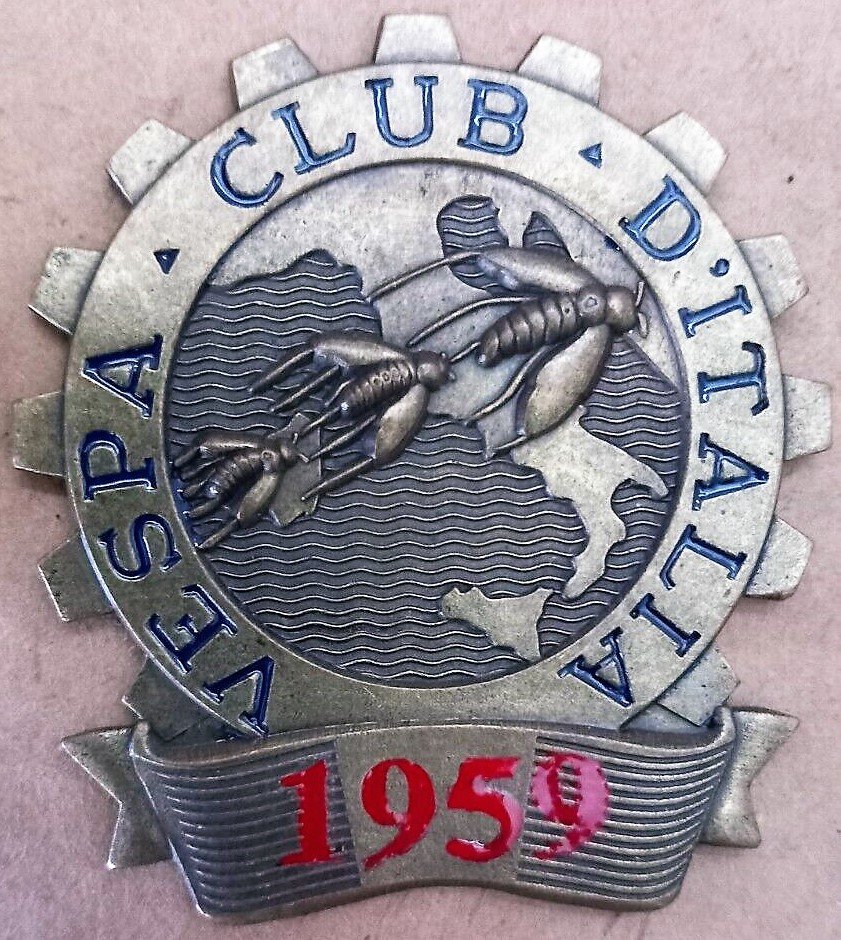 VESPA ▴ CLUB ▴ D'ITALIA
1959